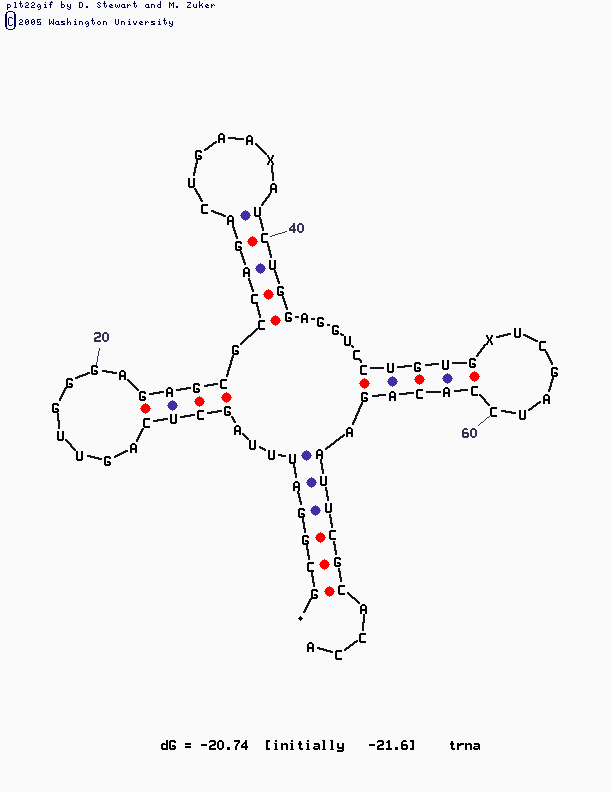 plt22gif by D. Stewart and M. Zuker
©2005 Washington University
A A
G X
U A
C U
A C 40
G U
A G
C G A G G U C
C U G U G X U C G A U C
20
G G G A G A G C G
G U U G A C U C G A U U U
C A C A C G A A
60
A U U C G C A C C A
A G G C G
dG = -20.74 [initially -21.6] trna